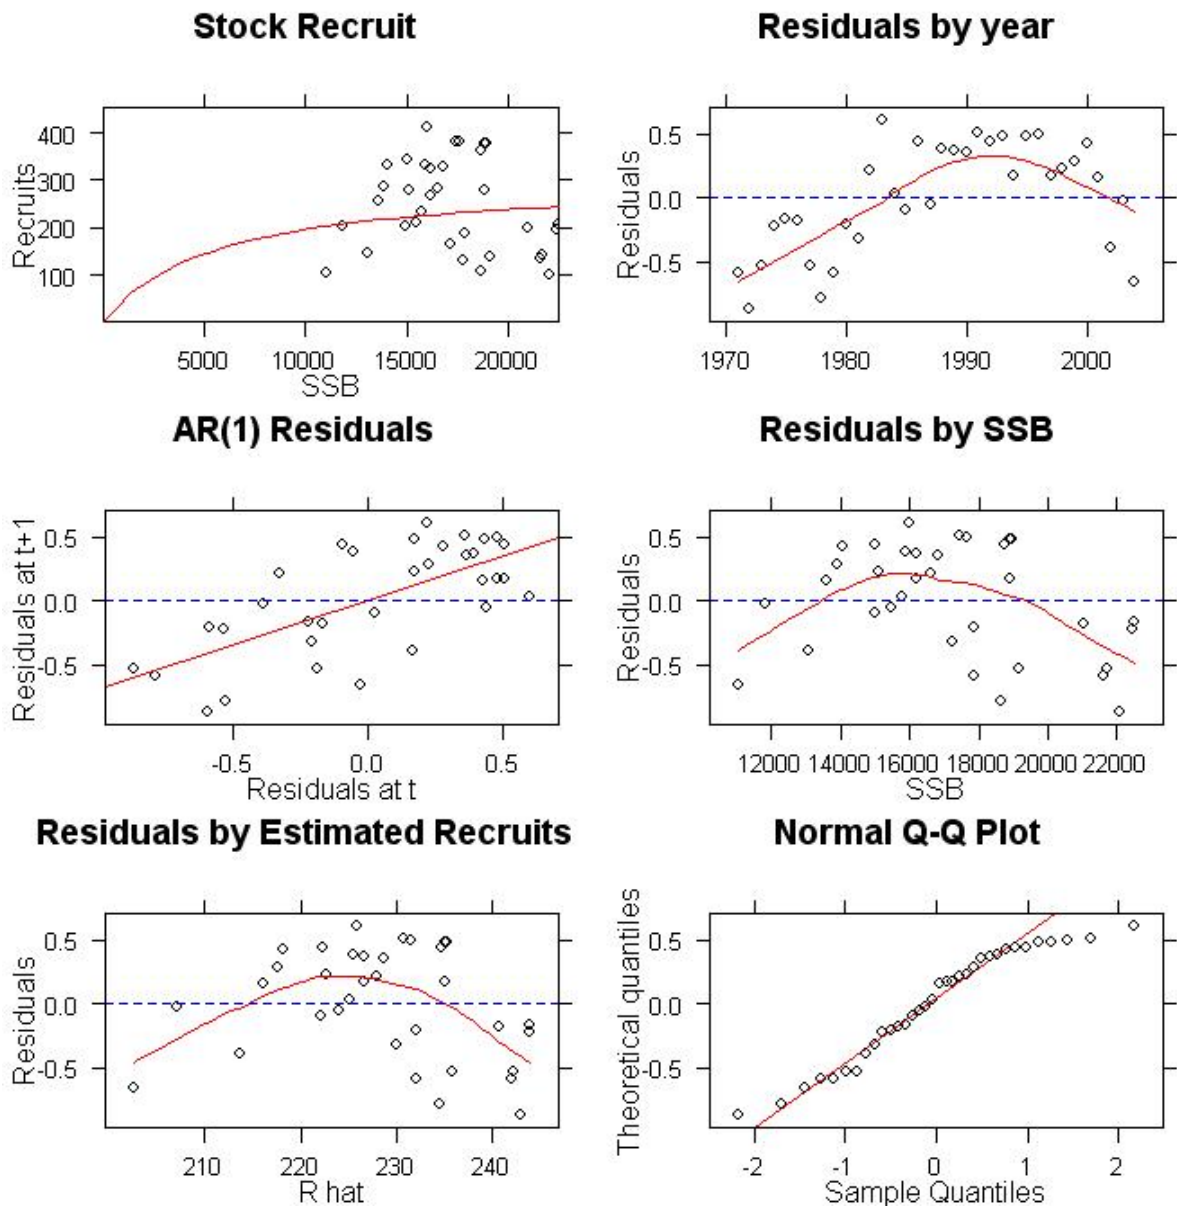 Stock Recruit
Recruits
400
300
200
100
5000 10000 15000 20000
SSB
Residuals by year
Residuals
0.5
0.0
-0.5
1970 1980 1990 2000
AR(1) Residuals
Residuals at t+1
0.5
0.0
-0.5
-0.5 0.0 0.5
Residuals at t
Residuals by SSB
Residuals
0.5
0.0
-0.5
12000 14000 16000 18000 20000 22000
SSB
Residuals by Estimated Recruits
Residuals
0.5
0.0
-0.5
210 220 230 240
R hat
Normal Q-Q Plot
Theoretical quantiles
0.5
0.0
-0.5
-2 -1 0 1 2
Sample Quantiles